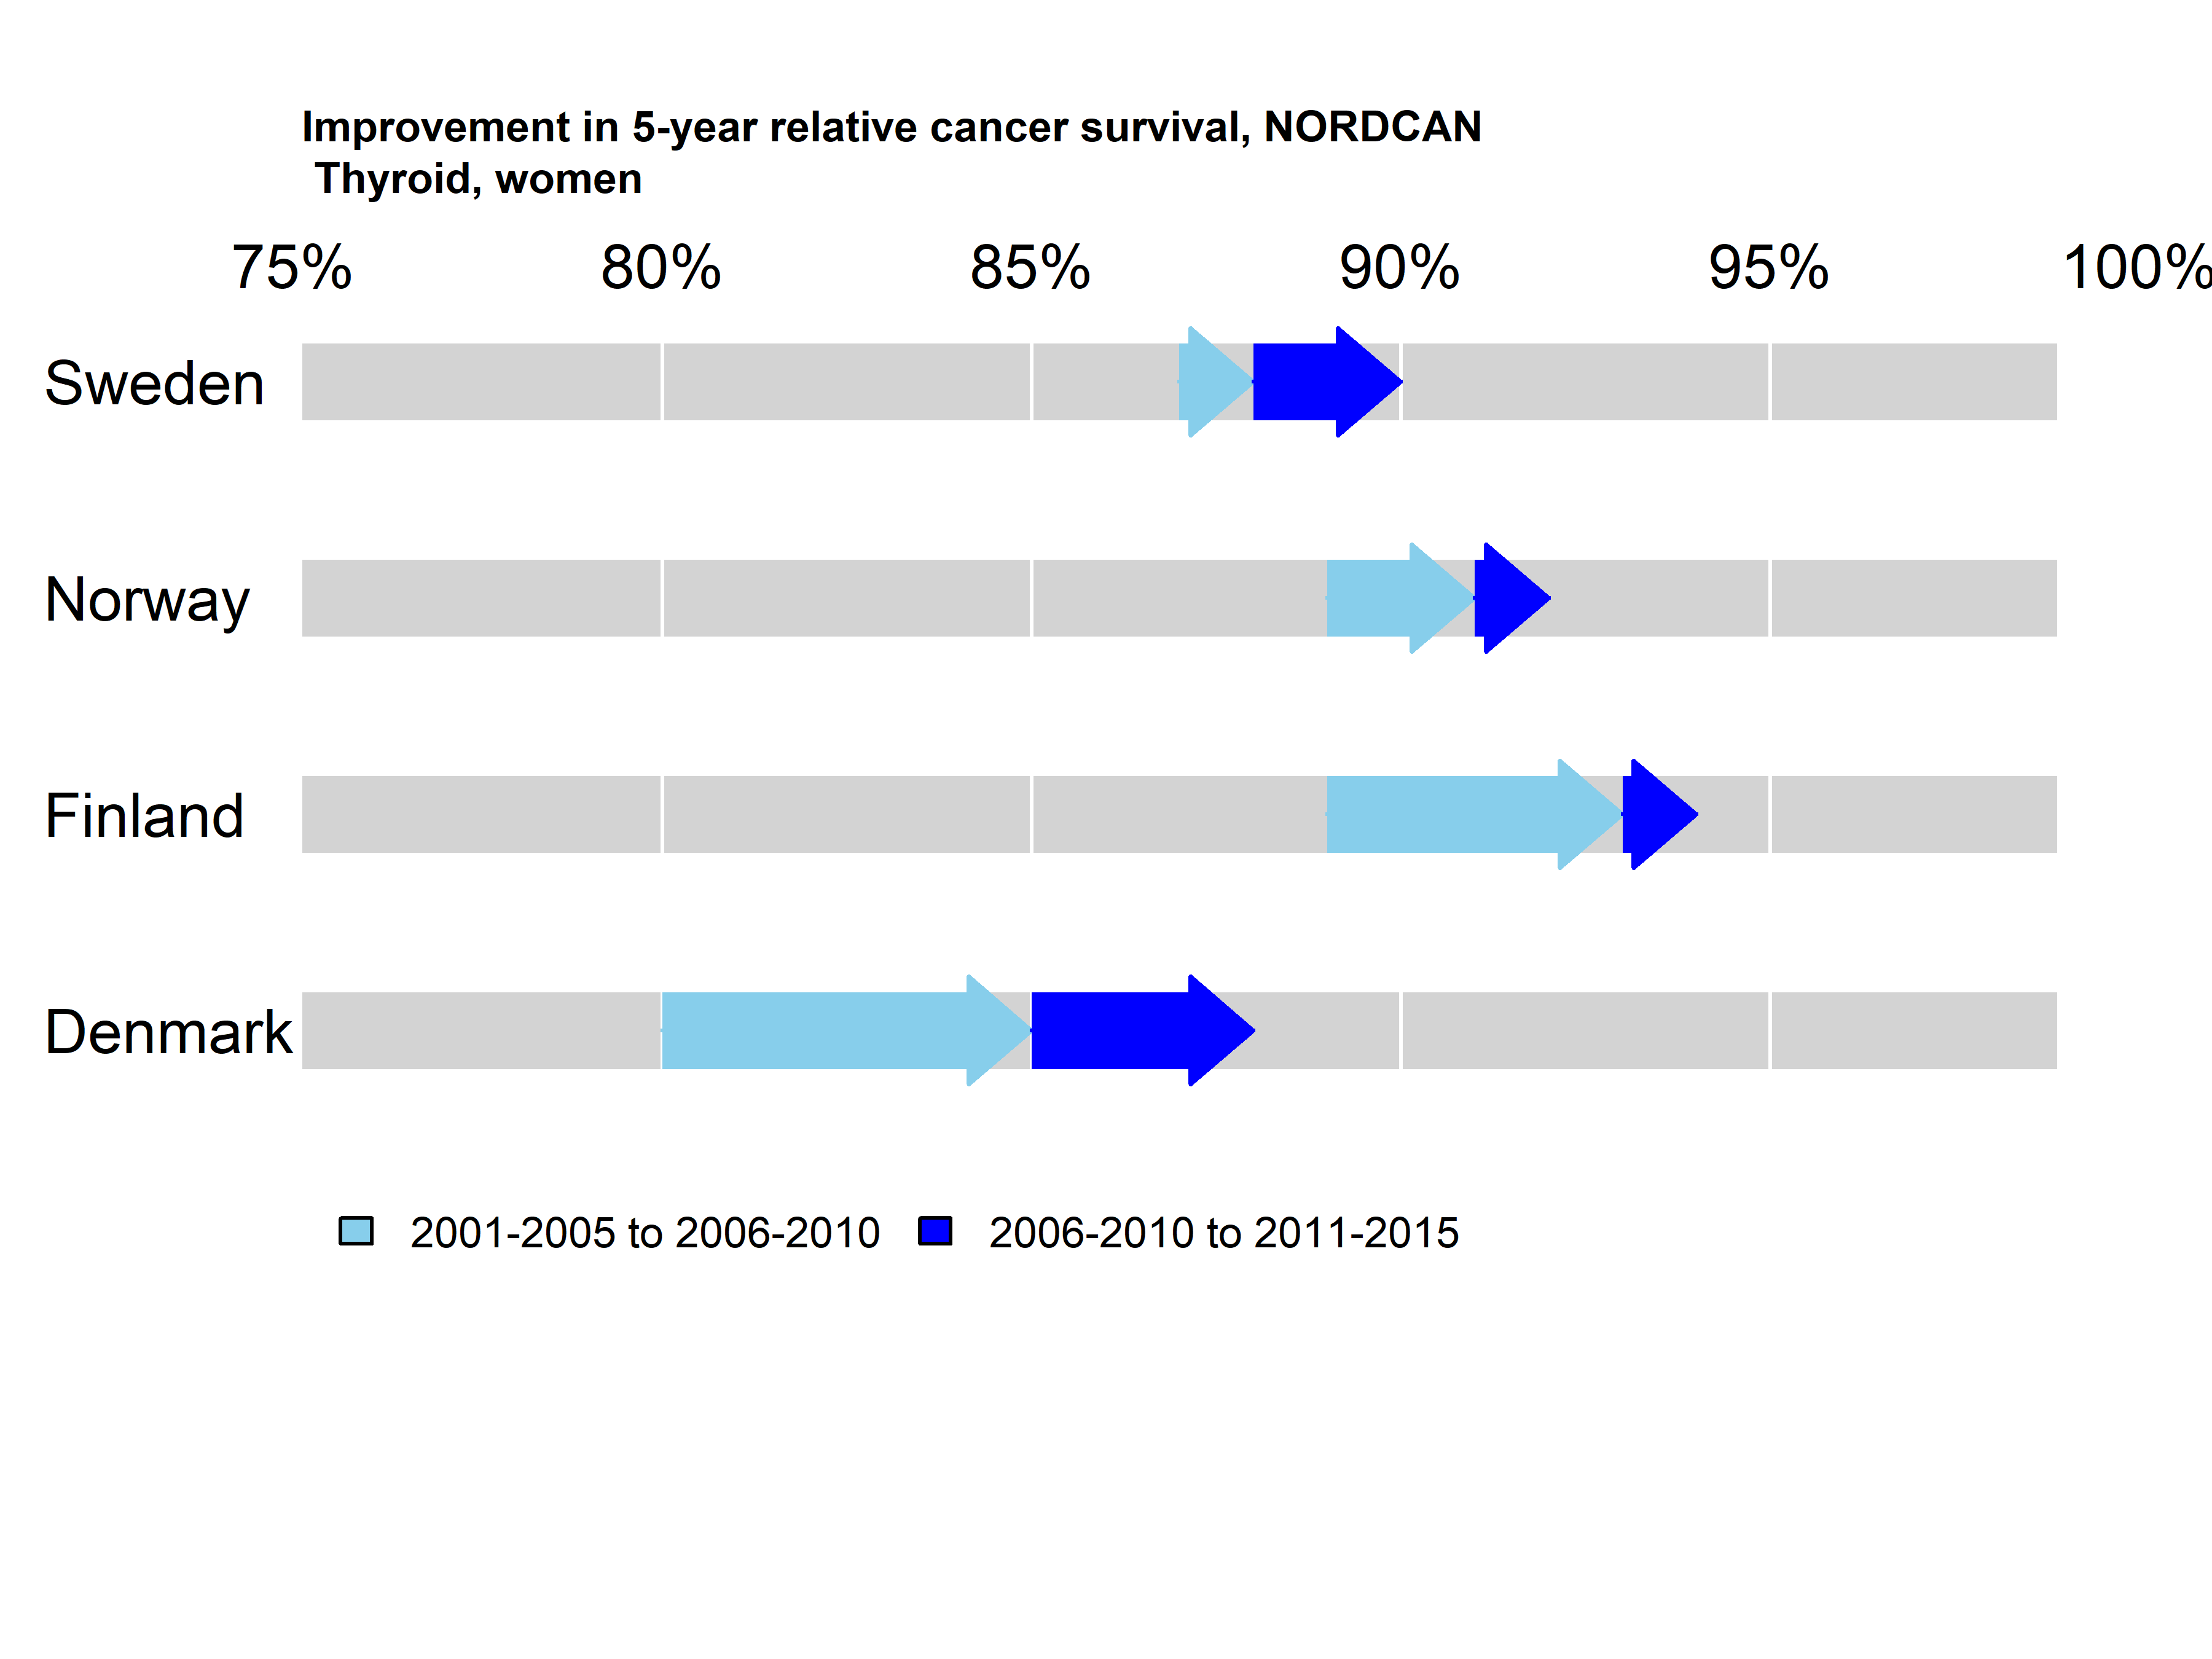 Improvement in 5-year relative cancer survival, NORDCAN
Thyroid, women
75% 80% 85% 90% 95% 100%
Sweden
Norway
Finland
Denmark
2001-2005 to 2006-2010 2006-2010 to 2011-2015